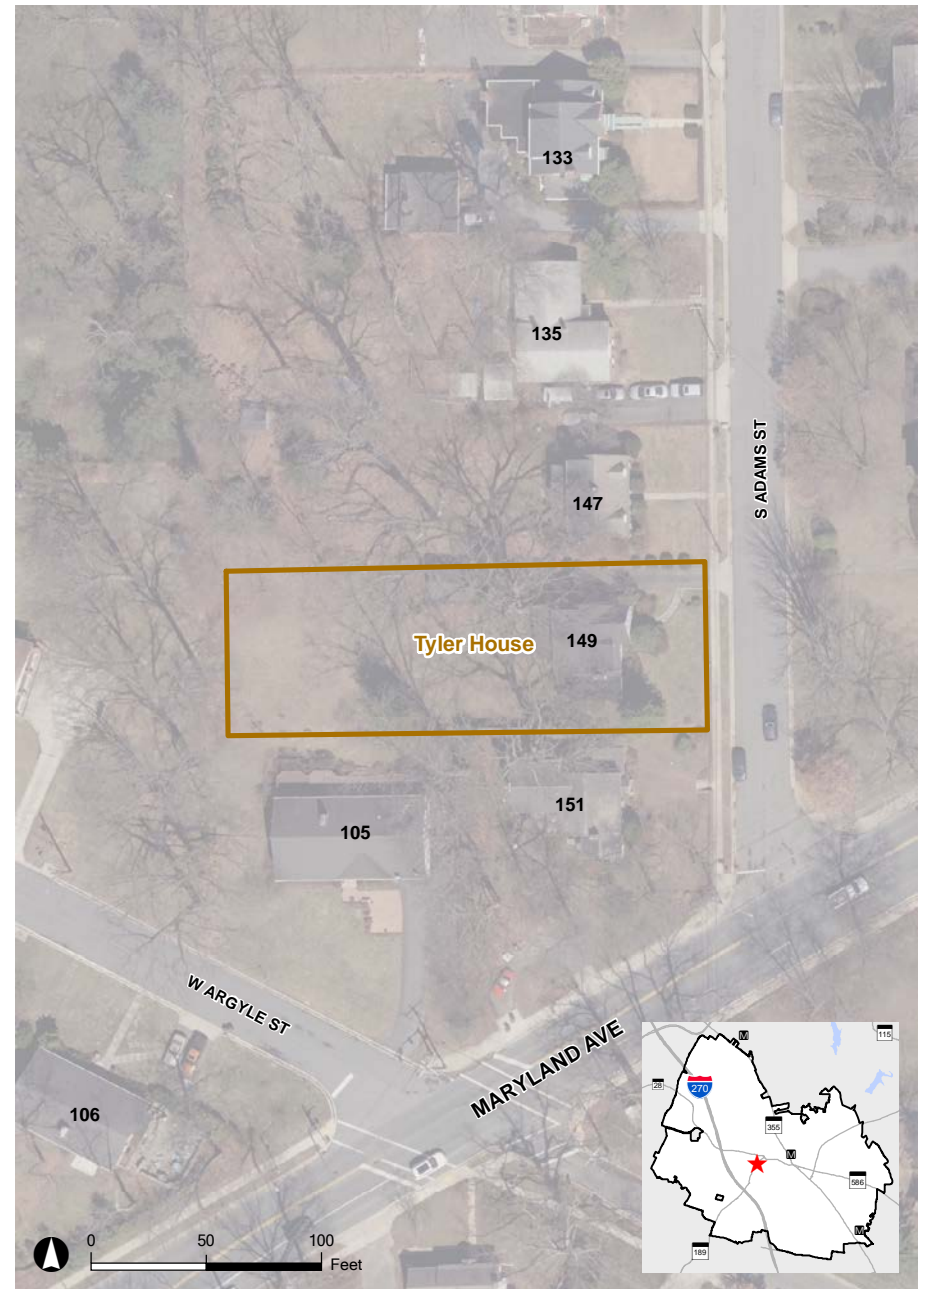 133
135
S ADAMS ST
147
Tyler House
149
151
105
W ARGYLE ST
MARYLAND AVE
106
0 50 100
Feet
M
115
28
270
355
M
586
M
189